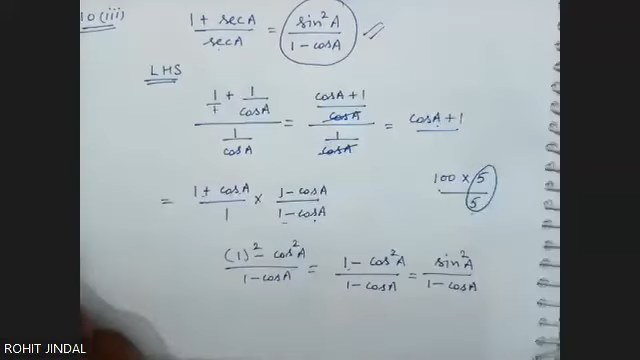 10(iii)
(1 + secA)/secA = sin²A/(1 - cosA)
LHS
(1/1 + 1/cosA)/(1/cosA) = ((cosA + 1)/cosA)/(1/cosA) = cosA + 1
= (1 + cosA)/1 × (1 - cosA)/(1 - cosA)
(100 × 5)/5
((1)² - cos²A)/(1 - cosA) = (1 - cos²A)/(1 - cosA) = sin²A/(1 - cosA)
ROHIT JINDAL